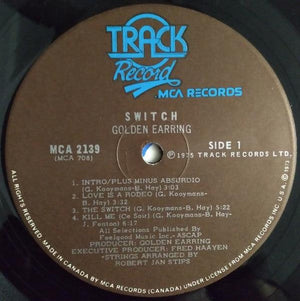 TRACK
Record
MCA RECORDS
SWITCH
GOLDEN EARRING
MCA 2139
(MCA 708)
SIDE 1
℗ 1975 TRACK RECORDS LTD.
1. INTRO/PLUS MINUS ABSURDIO
(G. Kooymans-B. Hay) 3:03
2. LOVE IS A RODEO (G. Kooymans-
B. Hay) 5:22
3. THE SWITCH (G. Kooymans-B. Hay) 5:22
4. KILL ME (Ce Soir) (G. Kooymans-B. Hay-
J. Fenton) 6:17
All Selections Published By
Feelgood Music Inc.-ASCAP
PRODUCER: GOLDEN EARRING
EXECUTIVE PRODUCER: FRED HAAYEN
*STRINGS ARRANGED BY
ROBERT JAN STIPS
ALL RIGHTS RESERVED. MADE IN CANADA BY MCA RECORDS (CANADA) UNDER LICENSE FROM MCA RECORDS INC. U.S.A.